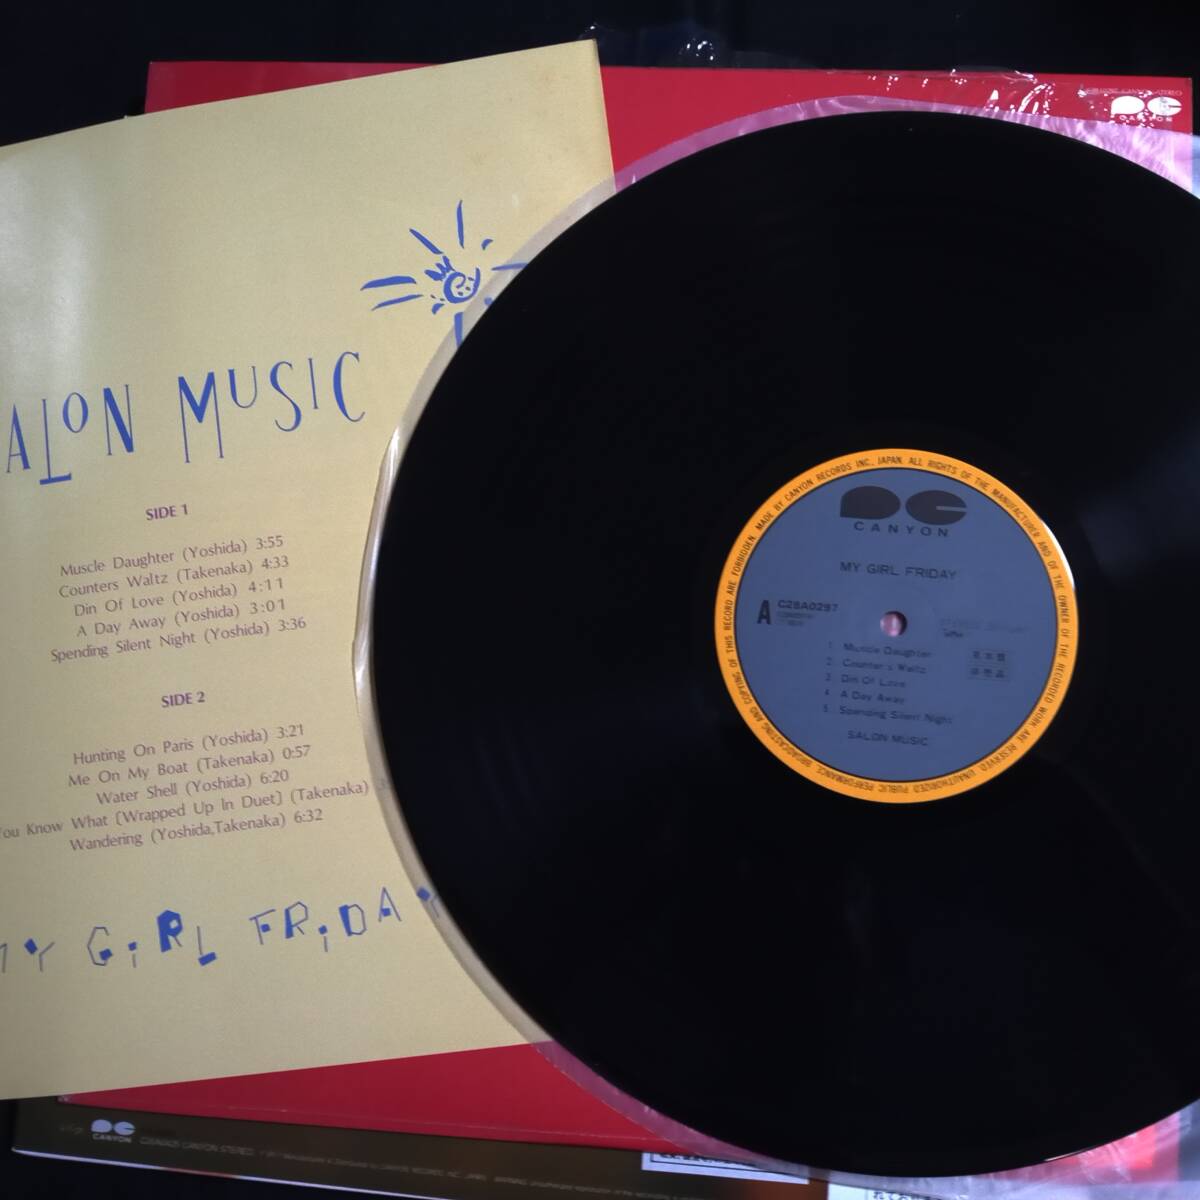 ALON MUSIC
SIDE 1
Muscle Daughter (Yoshida) 3:55
Counters Waltz (Takenaka) 4:33
Din Of Love (Yoshida) 4:11
A Day Away (Yoshida) 3:01
Spending Silent Night (Yoshida) 3:36
SIDE 2
Hunting On Paris (Yoshida) 3:21
Me On My Boat (Takenaka) 0:57
Water Shell (Yoshida) 6:20
You Know What [Wrapped Up In Duet] (Takenaka)
Wandering (Yoshida,Takenaka) 6:32
MY GiRL FRiDAY
CANYON
MADE BY CANYON RECORDS INC., JAPAN. ALL RIGHTS OF THE MANUFACTURER AND OF THE OWNER OF THE RECORDED WORK ARE RESERVED. UNAUTHORIZED PUBLIC PERFORMANCE, BROADCASTING AND COPYING OF THIS RECORD ARE FORBIDDEN.
CANYON
MY GIRL FRIDAY
A C28A0297
1 Muscle Daughter
2 Counter's Waltz
3 Din Of Love
4 A Day Away
5 Spending Silent Night
SALON MUSIC
CANYON